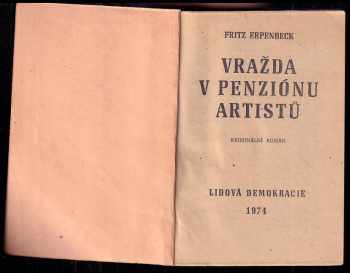 FRITZ ERPENBECK
VRAŽDA
V PENZIÓNU
ARTISTŮ
KRIMINÁLNÍ ROMÁN
LIDOVÁ DEMOKRACIE
1974